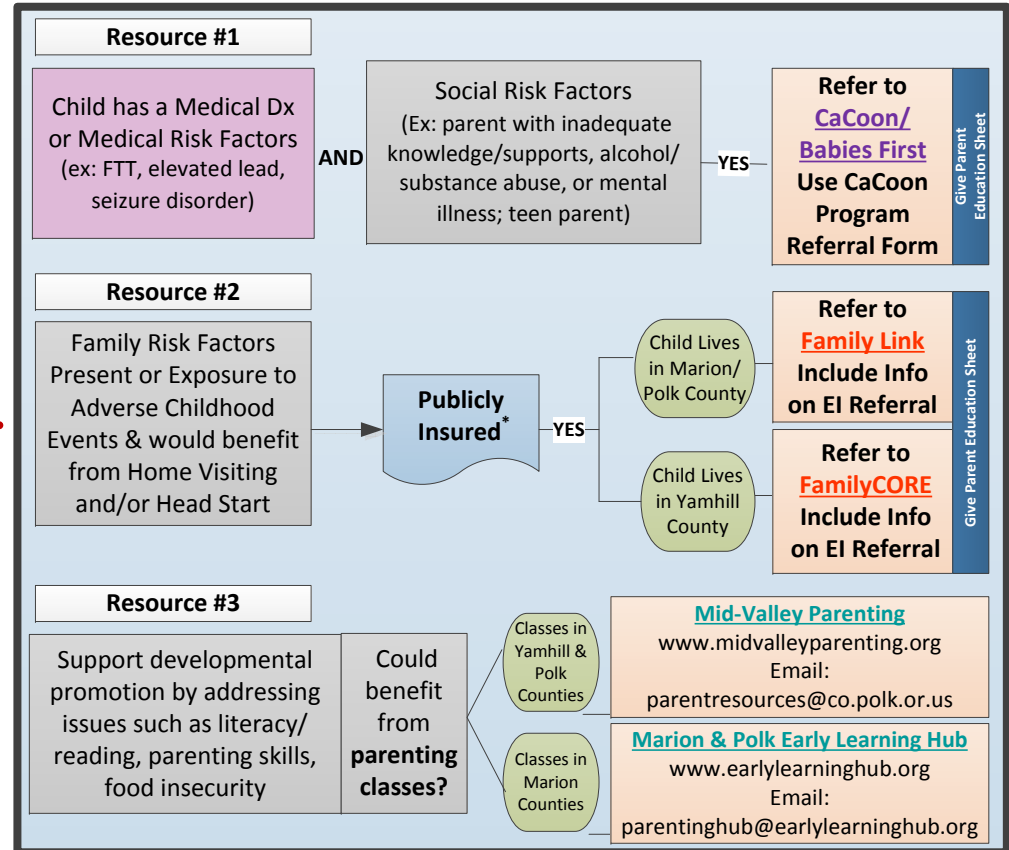 Resource #1
Child has a Medical Dx
or Medical Risk Factors
(ex: FTT, elevated lead,
seizure disorder)
AND
Social Risk Factors
(Ex: parent with inadequate
knowledge/supports, alcohol/
substance abuse, or mental
illness; teen parent)
YES
Refer to
CaCoon/
Babies First
Use CaCoon
Program
Referral Form
Give Parent
Education Sheet
Resource #2
Family Risk Factors
Present or Exposure to
Adverse Childhood
Events & would benefit
from Home Visiting
and/or Head Start
Publicly
Insured*
YES
Child Lives
in Marion/
Polk County
Refer to
Family Link
Include Info
on EI Referral
Child Lives
in Yamhill
County
Refer to
FamilyCORE
Include Info
on EI Referral
Give Parent Education Sheet
Resource #3
Support developmental
promotion by addressing
issues such as literacy/
reading, parenting skills,
food insecurity
Could
benefit
from
parenting
classes?
Classes in
Yamhill &
Polk
Counties
Mid-Valley Parenting
www.midvalleyparenting.org
Email:
parentresources@co.polk.or.us
Classes in
Marion
Counties
Marion & Polk Early Learning Hub
www.earlylearninghub.org
Email:
parentinghub@earlylearninghub.org